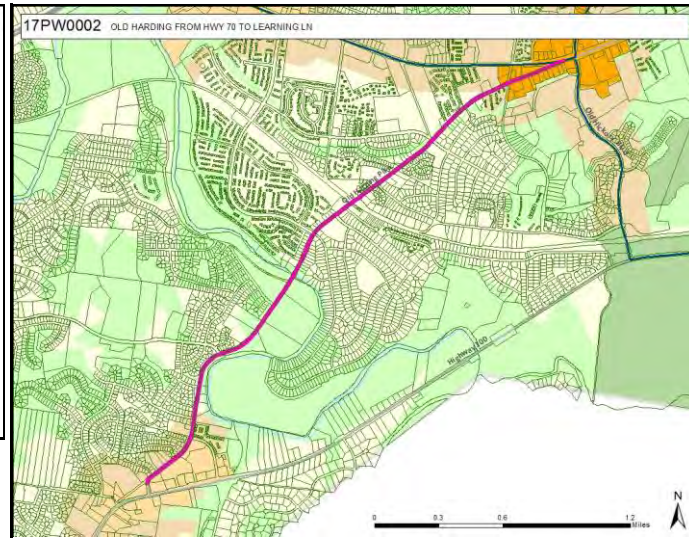 17PW0002 OLD HARDING FROM HWY 70 TO LEARNING LN
Highway 100
N
0 0.3 0.6 1.2
Miles